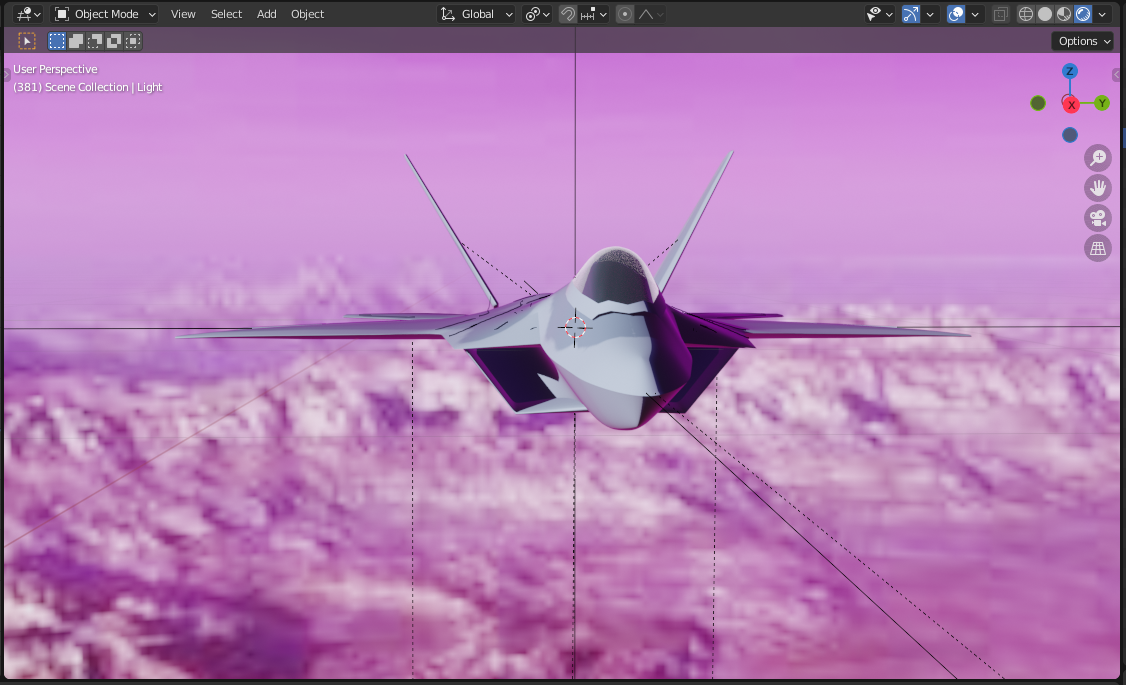 Object Mode View Select Add Object Global
Options
User Perspective
(381) Scene Collection | Light
Z
X Y